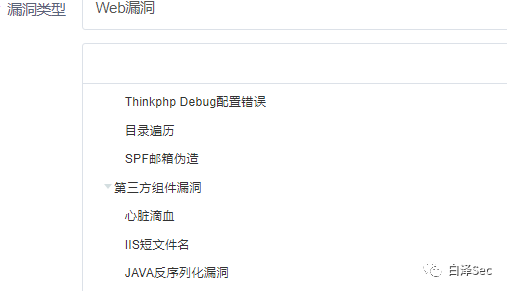 漏洞类型
Web漏洞
Thinkphp Debug配置错误
目录遍历
SPF邮箱伪造
第三方组件漏洞
心脏滴血
IIS短文件名
JAVA反序列化漏洞
白泽Sec